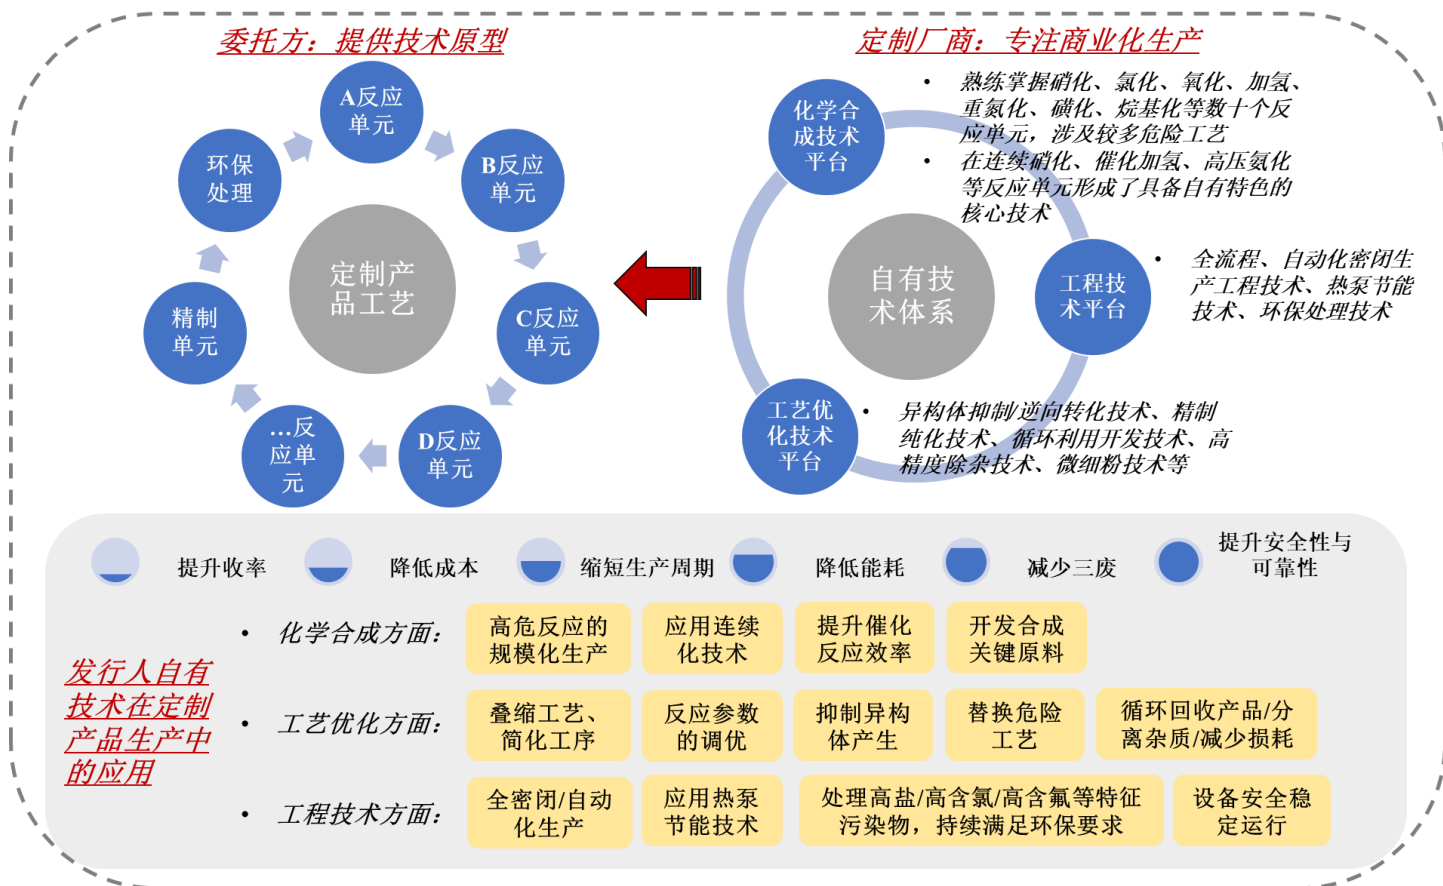 委托方：提供技术原型
A反应
单元
B反应
单元
C反应
单元
D反应
单元
…反
应单
元
精制
单元
环保
处理
定制产
品工艺
定制厂商：专注商业化生产
化学合
成技术
平台
• 熟练掌握硝化、氯化、氧化、加氢、
重氮化、磺化、烷基化等数十个反
应单元，涉及较多危险工艺
• 在连续硝化、催化加氢、高压氨化
等反应单元形成了具备自有特色的
核心技术
自有技
术体系
工程技
术平台
• 全流程、自动化密闭生
产工程技术、热泵节能
技术、环保处理技术
工艺优
化技术
平台
• 异构体抑制/逆向转化技术、精制
纯化技术、循环利用开发技术、高
精度除杂技术、微细粉技术等
提升收率
降低成本
缩短生产周期
降低能耗
减少三废
提升安全性与
可靠性
发行人自有
技术在定制
产品生产中
的应用
• 化学合成方面：
高危反应的
规模化生产
应用连续
化技术
提升催化
反应效率
开发合成
关键原料
• 工艺优化方面：
叠缩工艺、
简化工序
反应参数
的调优
抑制异构
体产生
替换危险
工艺
循环回收产品/分
离杂质/减少损耗
• 工程技术方面：
全密闭/自动
化生产
应用热泵
节能技术
处理高盐/高含氯/高含氟等特征
污染物，持续满足环保要求
设备安全稳
定运行